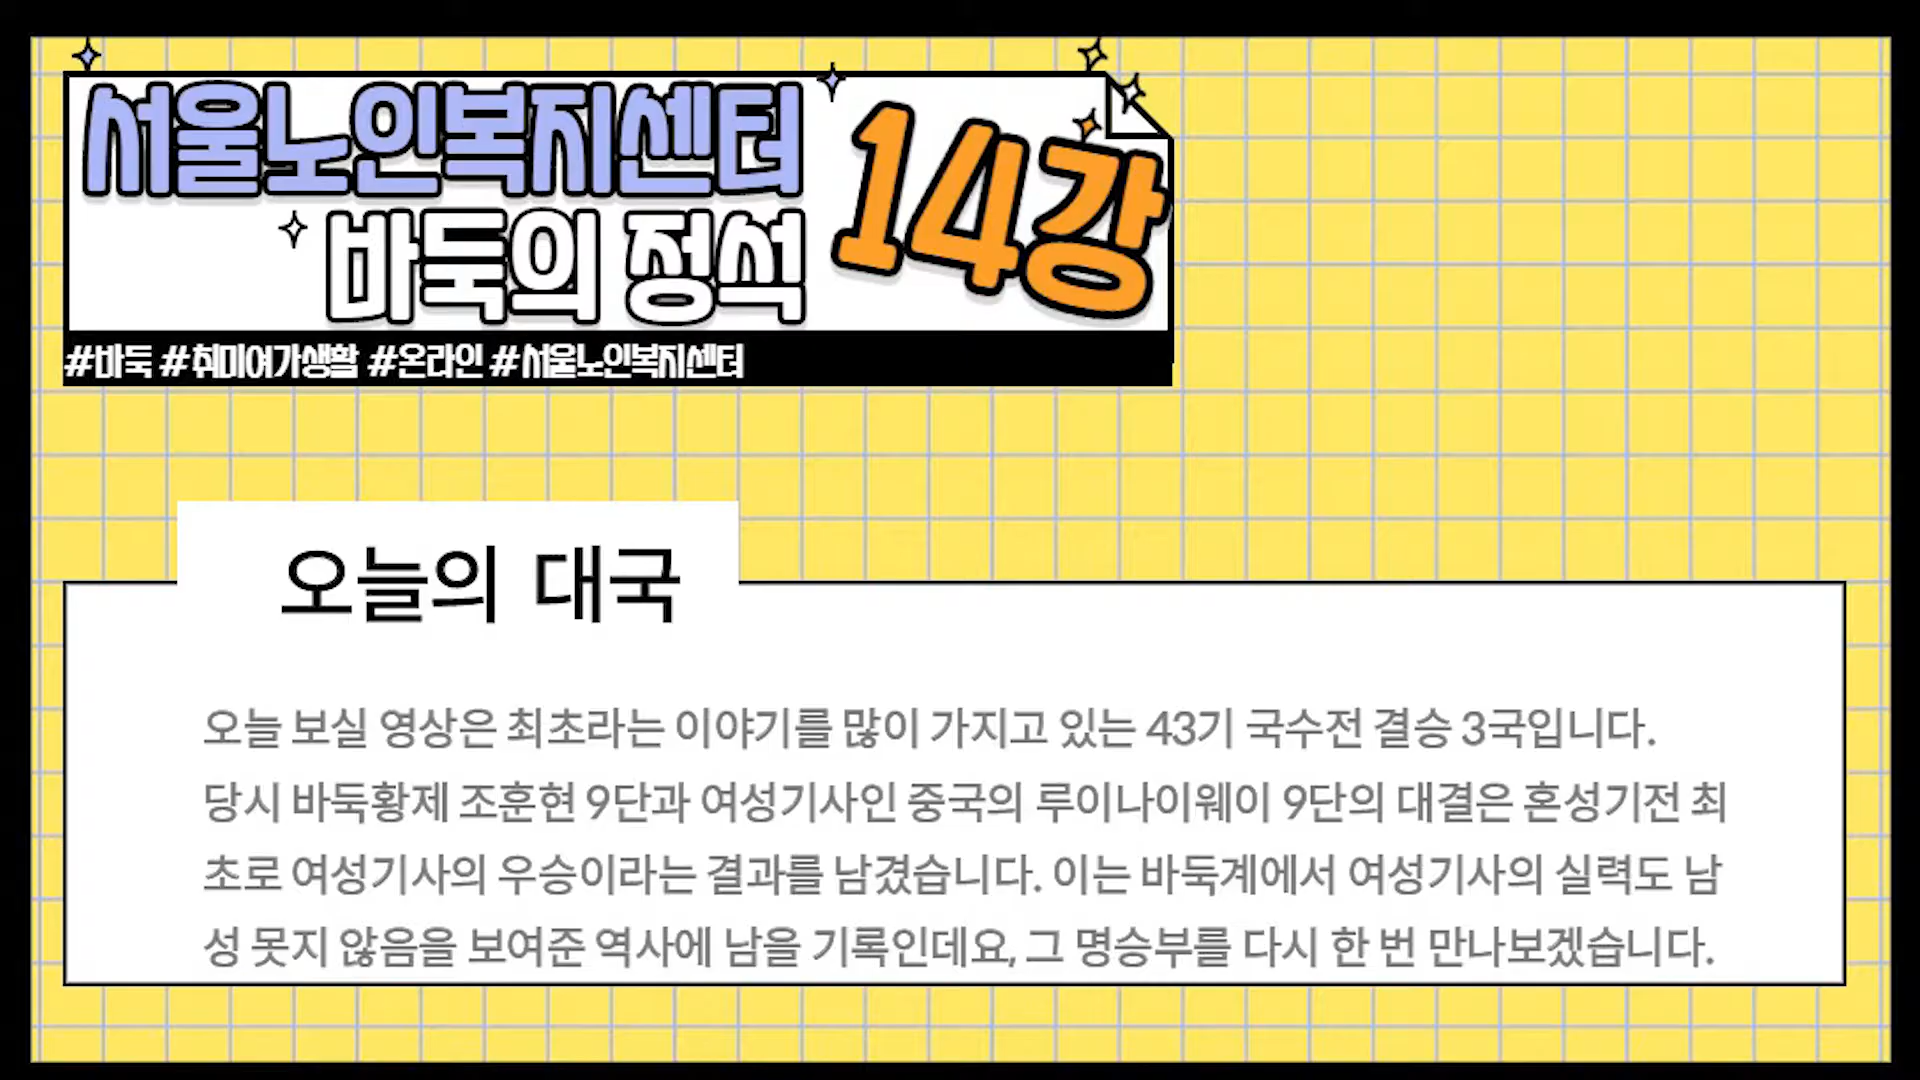 서울노인복지센터
바둑의 정석
14강
#바둑 #취미여가생활 #온라인 #서울노인복지센터
오늘의 대국
오늘 보실 영상은 최초라는 이야기를 많이 가지고 있는 43기 국수전 결승 3국입니다.
당시 바둑황제 조훈현 9단과 여성기사인 중국의 루이나이웨이 9단의 대결은 혼성기전 최
초로 여성기사의 우승이라는 결과를 남겼습니다. 이는 바둑계에서 여성기사의 실력도 남
성 못지 않음을 보여준 역사에 남을 기록인데요, 그 명승부를 다시 한 번 만나보겠습니다.